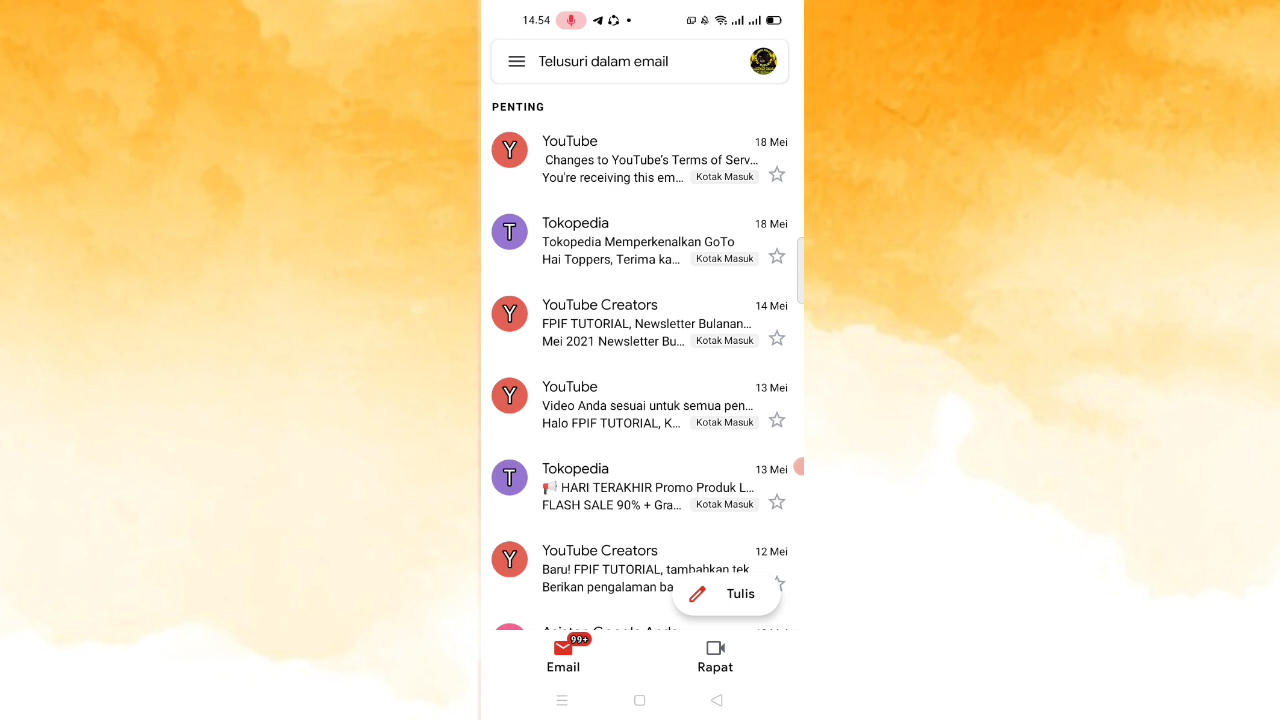 14.54
Telusuri dalam email
PENTING
Y
YouTube
18 Mei
Changes to YouTube's Terms of Serv...
You're receiving this em...
Kotak Masuk
T
Tokopedia
18 Mei
Tokopedia Memperkenalkan GoTo
Hai Toppers, Terima ka...
Kotak Masuk
Y
YouTube Creators
14 Mei
FPIF TUTORIAL, Newsletter Bulanan...
Mei 2021 Newsletter Bu...
Kotak Masuk
Y
YouTube
13 Mei
Video Anda sesuai untuk semua pen...
Halo FPIF TUTORIAL, K...
Kotak Masuk
T
Tokopedia
13 Mei
HARI TERAKHIR Promo Produk L...
FLASH SALE 90% + Gra...
Kotak Masuk
Y
YouTube Creators
12 Mei
Baru! FPIF TUTORIAL, tambahkan tek
Berikan pengalaman ba
Tulis
99+
Email
Rapat